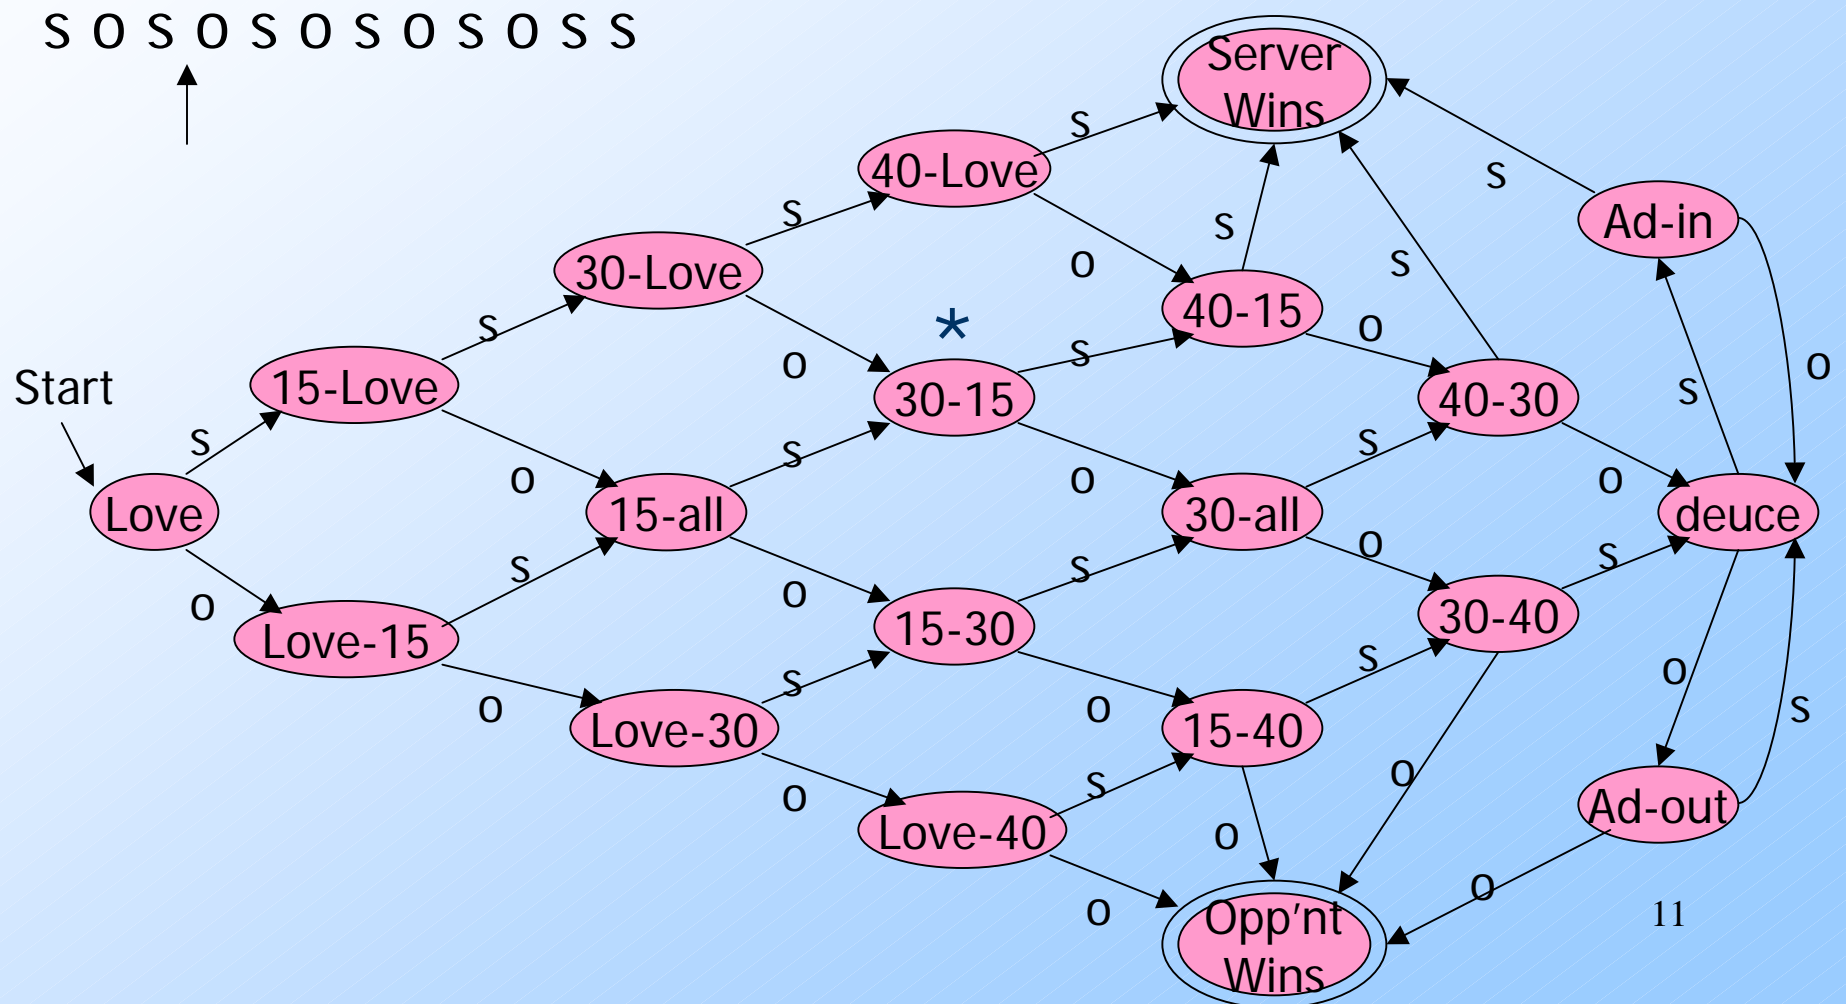 s o s o s o s o s o s s
Server
Wins
s
40-Love
s
s
Ad-in
s
s
30-Love
o
40-15
*
s
o
o
s
o
Start
15-Love
s
30-15
40-30
s
s
s
s
o
o
o
Love
15-all
30-all
deuce
s
o
s
s
o
o
15-30
30-40
Love-15
s
s
o
o
o
s
Love-30
15-40
s
o
o
Ad-out
Love-40
o
o
o
Opp'nt
Wins
11